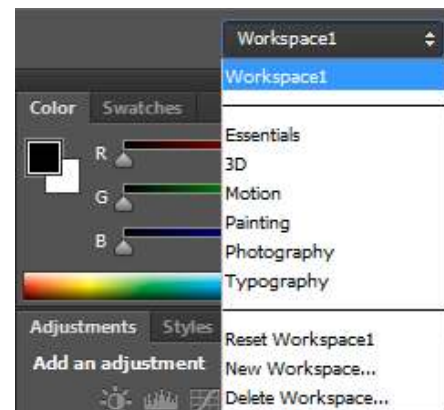 Workspace1
Workspace1
Color Swatches
R
G
B
Essentials
3D
Motion
Painting
Photography
Typography
Adjustments Styles
Add an adjustment
Reset Workspace1
New Workspace...
Delete Workspace...